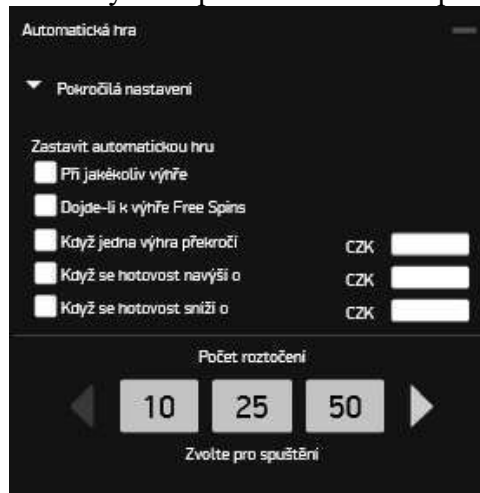 Automatická hra
Pokročilá nastavení
Zastavit automatickou hru
Při jakékoliv výhře
Dojde-li k výhře Free Spins
Když jedna výhra překročí CZK
Když se hotovost navýší o CZK
Když se hotovost sníží o CZK
Počet roztočení
10 25 50
Zvolte pro spuštění